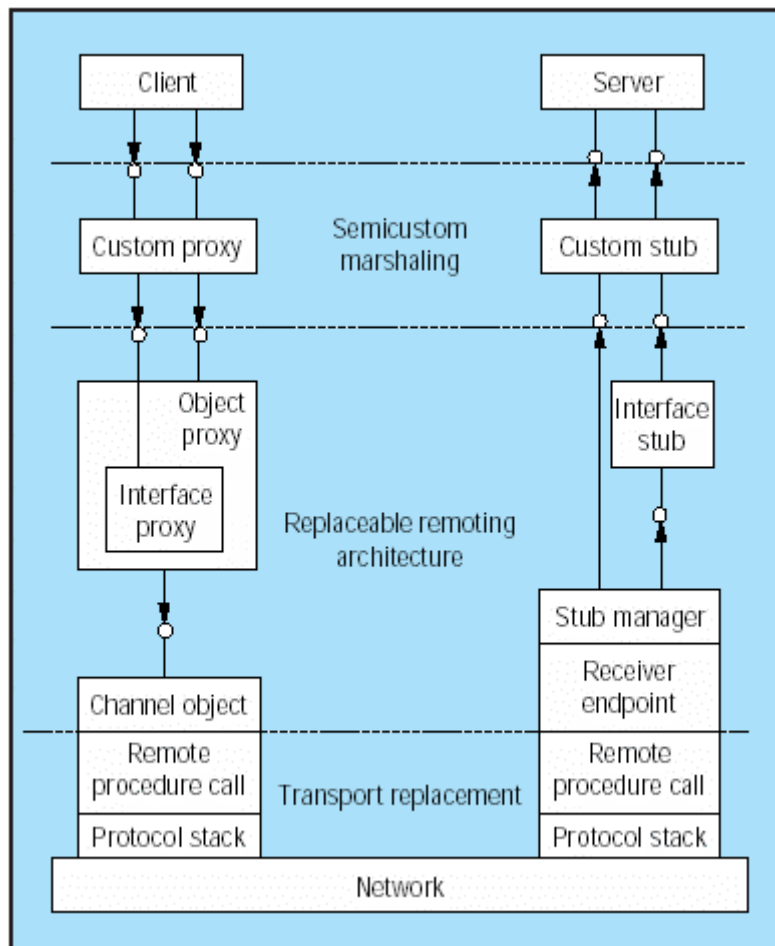 Client
Server
Custom proxy
Semicustom
marshaling
Custom stub
Object
proxy
Interface
proxy
Interface
stub
Replaceable remoting
architecture
Stub manager
Receiver
endpoint
Channel object
Remote
procedure call
Protocol stack
Transport replacement
Remote
procedure call
Protocol stack
Network